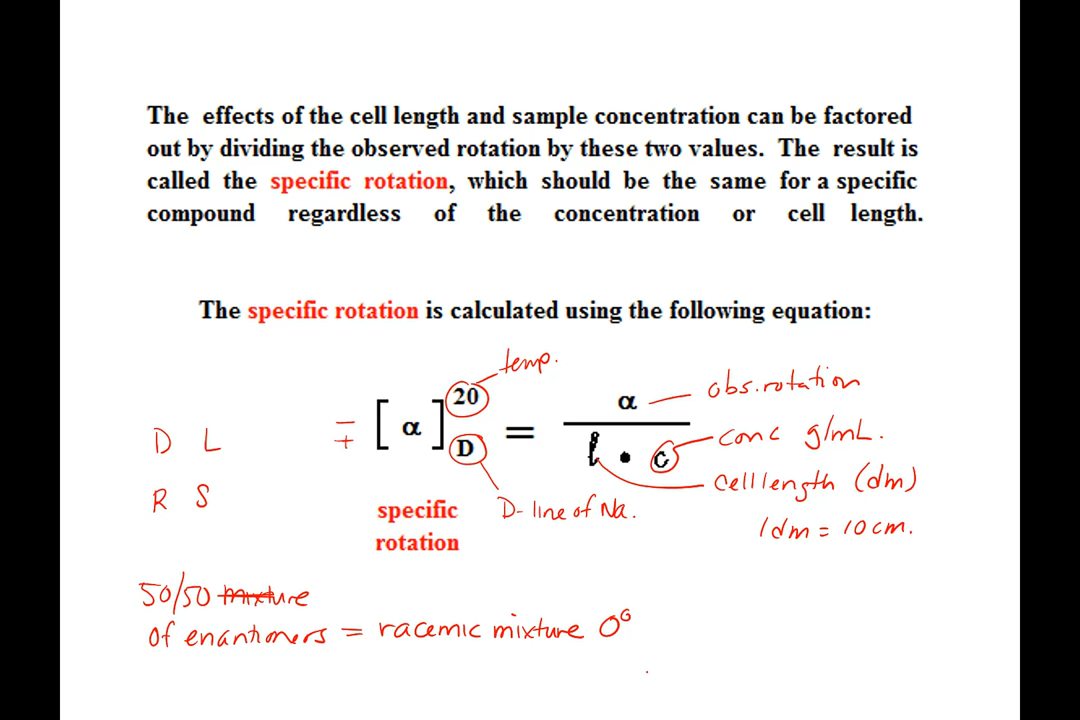 The effects of the cell length and sample concentration can be factored
out by dividing the observed rotation by these two values. The result is
called the specific rotation, which should be the same for a specific
compound regardless of the concentration or cell length.
The specific rotation is calculated using the following equation:
temp.
∓ [ α ] 20 D = α / l • c
obs. rotation
conc g/mL.
cell length (dm)
1dm = 10cm.
D L
R S
specific
rotation
D-line of Na.
50/50 mixture
of enantiomers = racemic mixture 0°